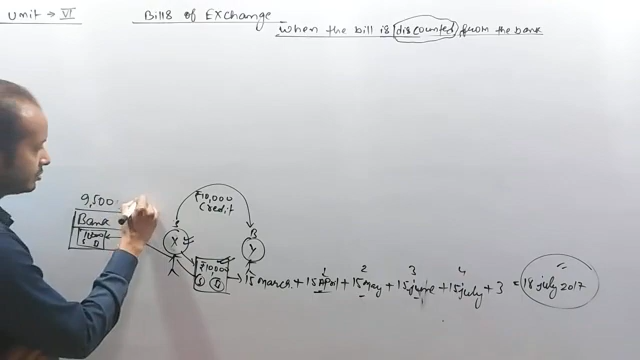 Unit → VI
Bills of Exchange
When the bill is discounted from the bank
₹10,000
Credit
9,500
Bank
X
B
Y
₹10,000
1 2 3 4
15 march + 15 April + 15 May + 15 june + 15 july + 3 = 18 july 2017